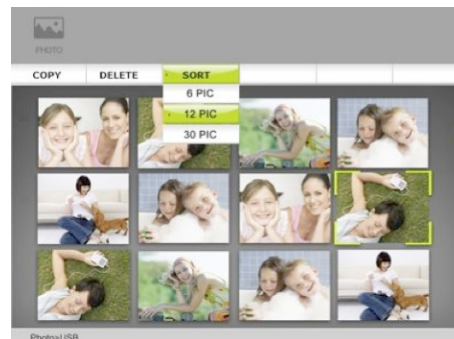 PHOTO
COPY DELETE SORT
6 PIC
12 PIC
30 PIC
Photo>USB